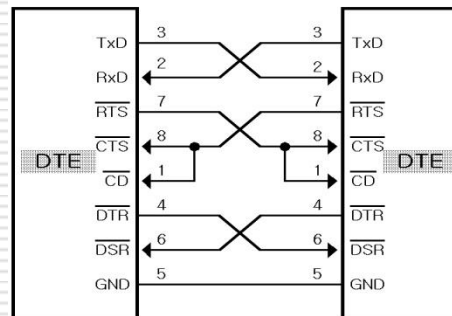 TxD 3 3 TxD
RxD 2 2 RxD
RTS 7 7 RTS
CTS 8 8 CTS
DTE DTE
CD 1 1 CD
DTR 4 4 DTR
DSR 6 6 DSR
GND 5 5 GND